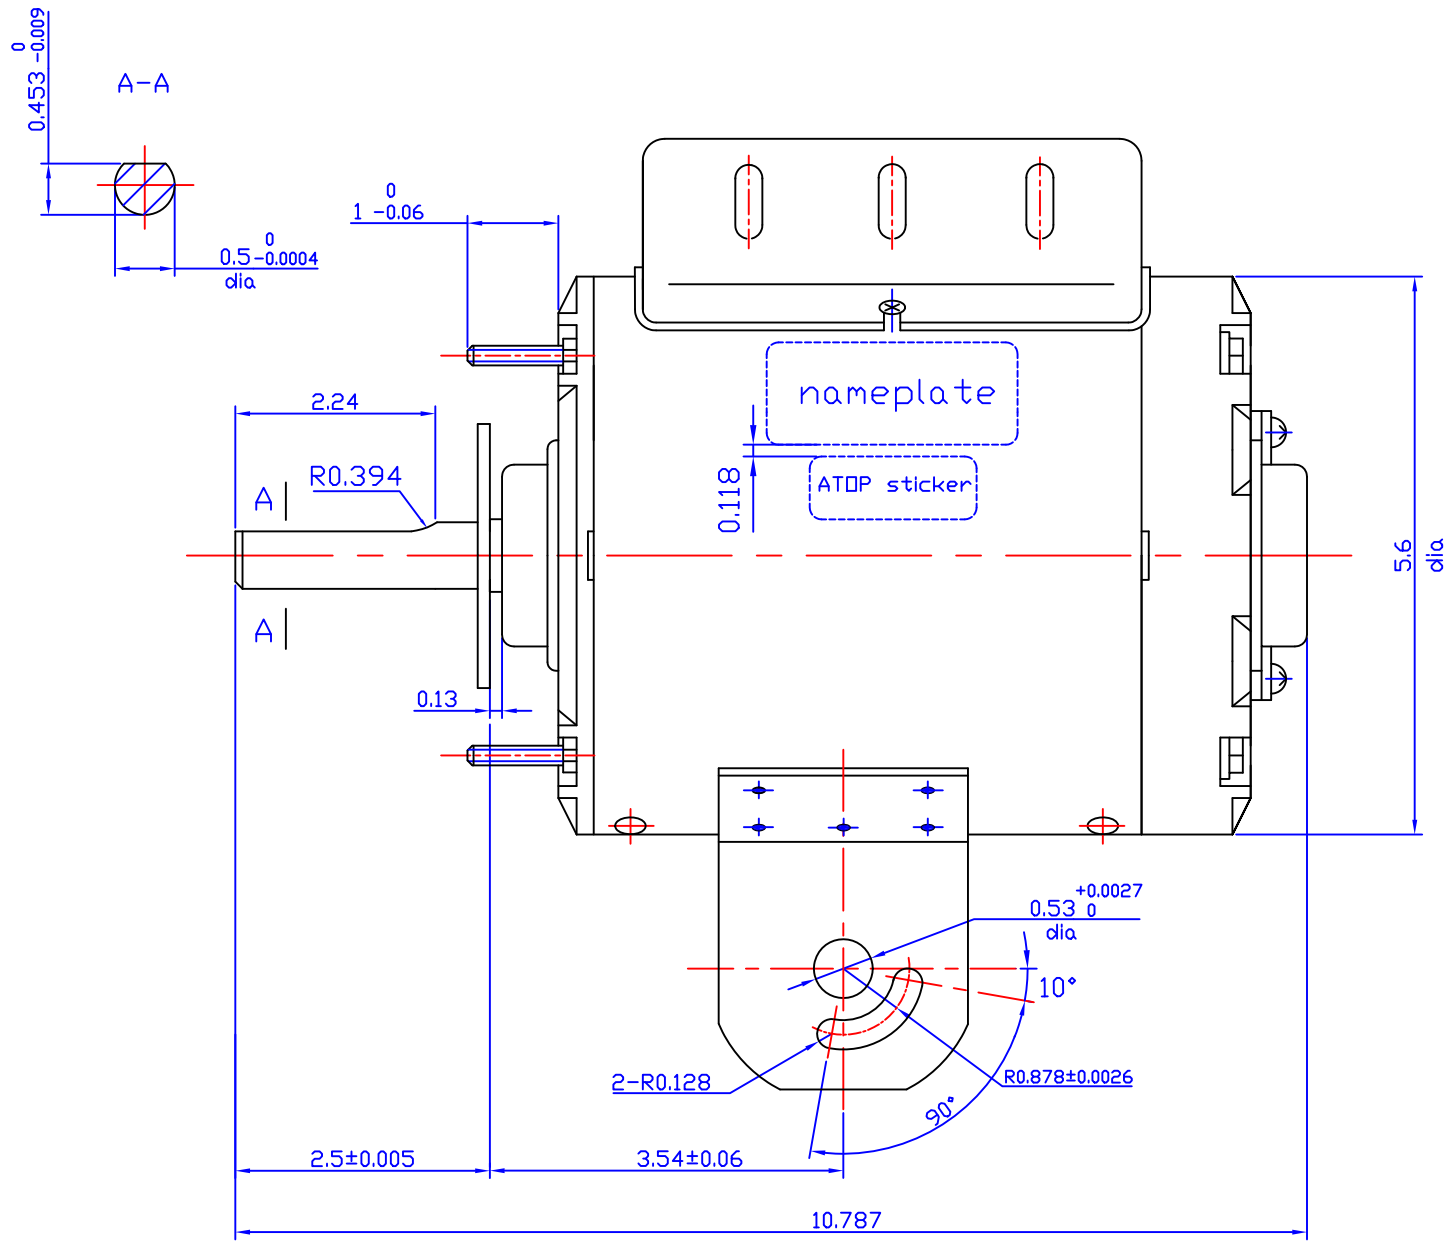 0
0.453 -0.009
A-A
0
0.5-0.0004
dia
0
1 -0.06
nameplate
0.118
ATOP sticker
2.24
R0.394
A
A
0.13
5.6
dia
+0.0027
0.53 0
dia
10°
R0.878±0.0026
2-R0.128
90°
2.5±0.005
3.54±0.06
10.787